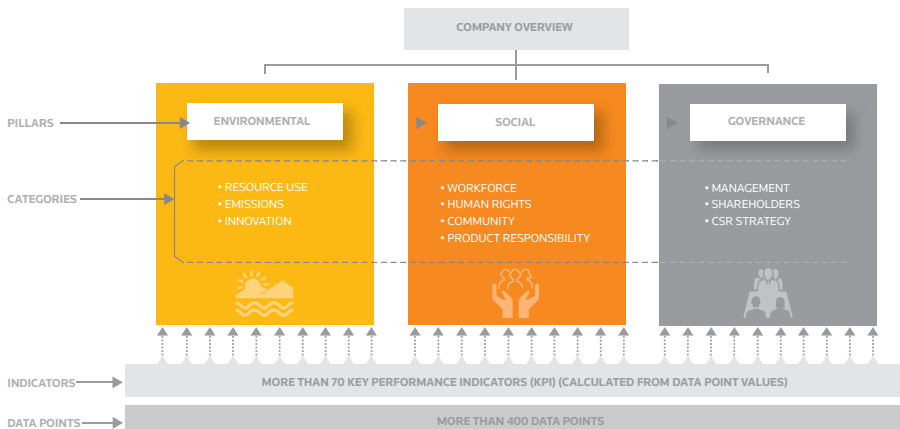 COMPANY OVERVIEW
PILLARS
ENVIRONMENTAL
SOCIAL
GOVERNANCE
CATEGORIES
• RESOURCE USE
• EMISSIONS
• INNOVATION
• WORKFORCE
• HUMAN RIGHTS
• COMMUNITY
• PRODUCT RESPONSIBILITY
• MANAGEMENT
• SHAREHOLDERS
• CSR STRATEGY
INDICATORS
MORE THAN 70 KEY PERFORMANCE INDICATORS (KPI) (CALCULATED FROM DATA POINT VALUES)
DATA POINTS
MORE THAN 400 DATA POINTS